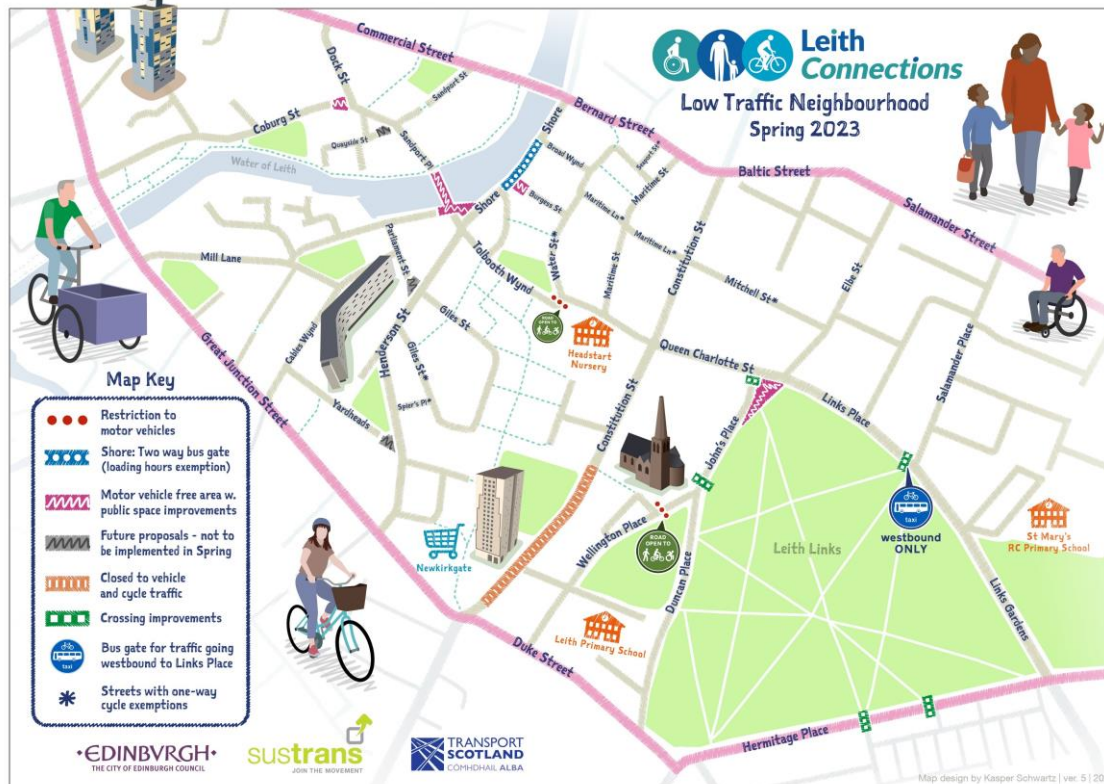 Leith
Connections
Low Traffic Neighbourhood
Spring 2023
Commercial Street
Dock St
Sandport St
Coburg St
Quayside St
Sandport Pl
Water of Leith
Shore
Bernard Street
Broad Wynd
Seaport St*
Baltic Street
Salamander Street
Shore
Burgess St
Maritime St
Maritime Ln*
Maritime Ln*
Mill Lane
Parliament St
Tolbooth Wynd
Water St*
Maritime St
Constitution St
Mitchell St*
Elbe St
Salamander Place
Great Junction Street
Cables Wynd
Henderson St
Giles St
Giles St*
Spier's Pl*
Yardheads
ROAD
OPEN TO
Headstart
Nursery
Queen Charlotte St
Links Place
Constitution St
John's Place
Wellington Place
ROAD
OPEN TO
Duncan Place
Leith Links
taxi
westbound
ONLY
St Mary's
RC Primary School
Links Gardens
Newkirkgate
Leith Primary School
Duke Street
Hermitage Place
Map Key
Restriction to
motor vehicles
Shore: Two way bus gate
(loading hours exemption)
Motor vehicle free area w.
public space improvements
Future proposals - not to
be implemented in Spring
Closed to vehicle
and cycle traffic
Crossing improvements
taxi
Bus gate for traffic going
westbound to Links Place
Streets with one-way
cycle exemptions
•EDINBVRGH•
THE CITY OF EDINBURGH COUNCIL
sustrans
JOIN THE MOVEMENT
TRANSPORT
SCOTLAND
CÒMHDHAIL ALBA
Map design by Kasper Schwartz | ver. 5 | 20